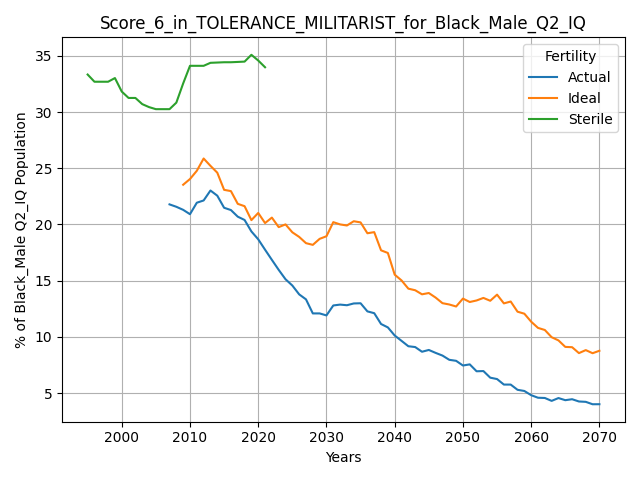 Score_6_in_TOLERANCE_MILITARIST_for_Black_Male_Q2_IQ
% of Black_Male Q2_IQ Population
35
30
25
20
15
10
5
Fertility
Actual
Ideal
Sterile
2000 2010 2020 2030 2040 2050 2060 2070
Years